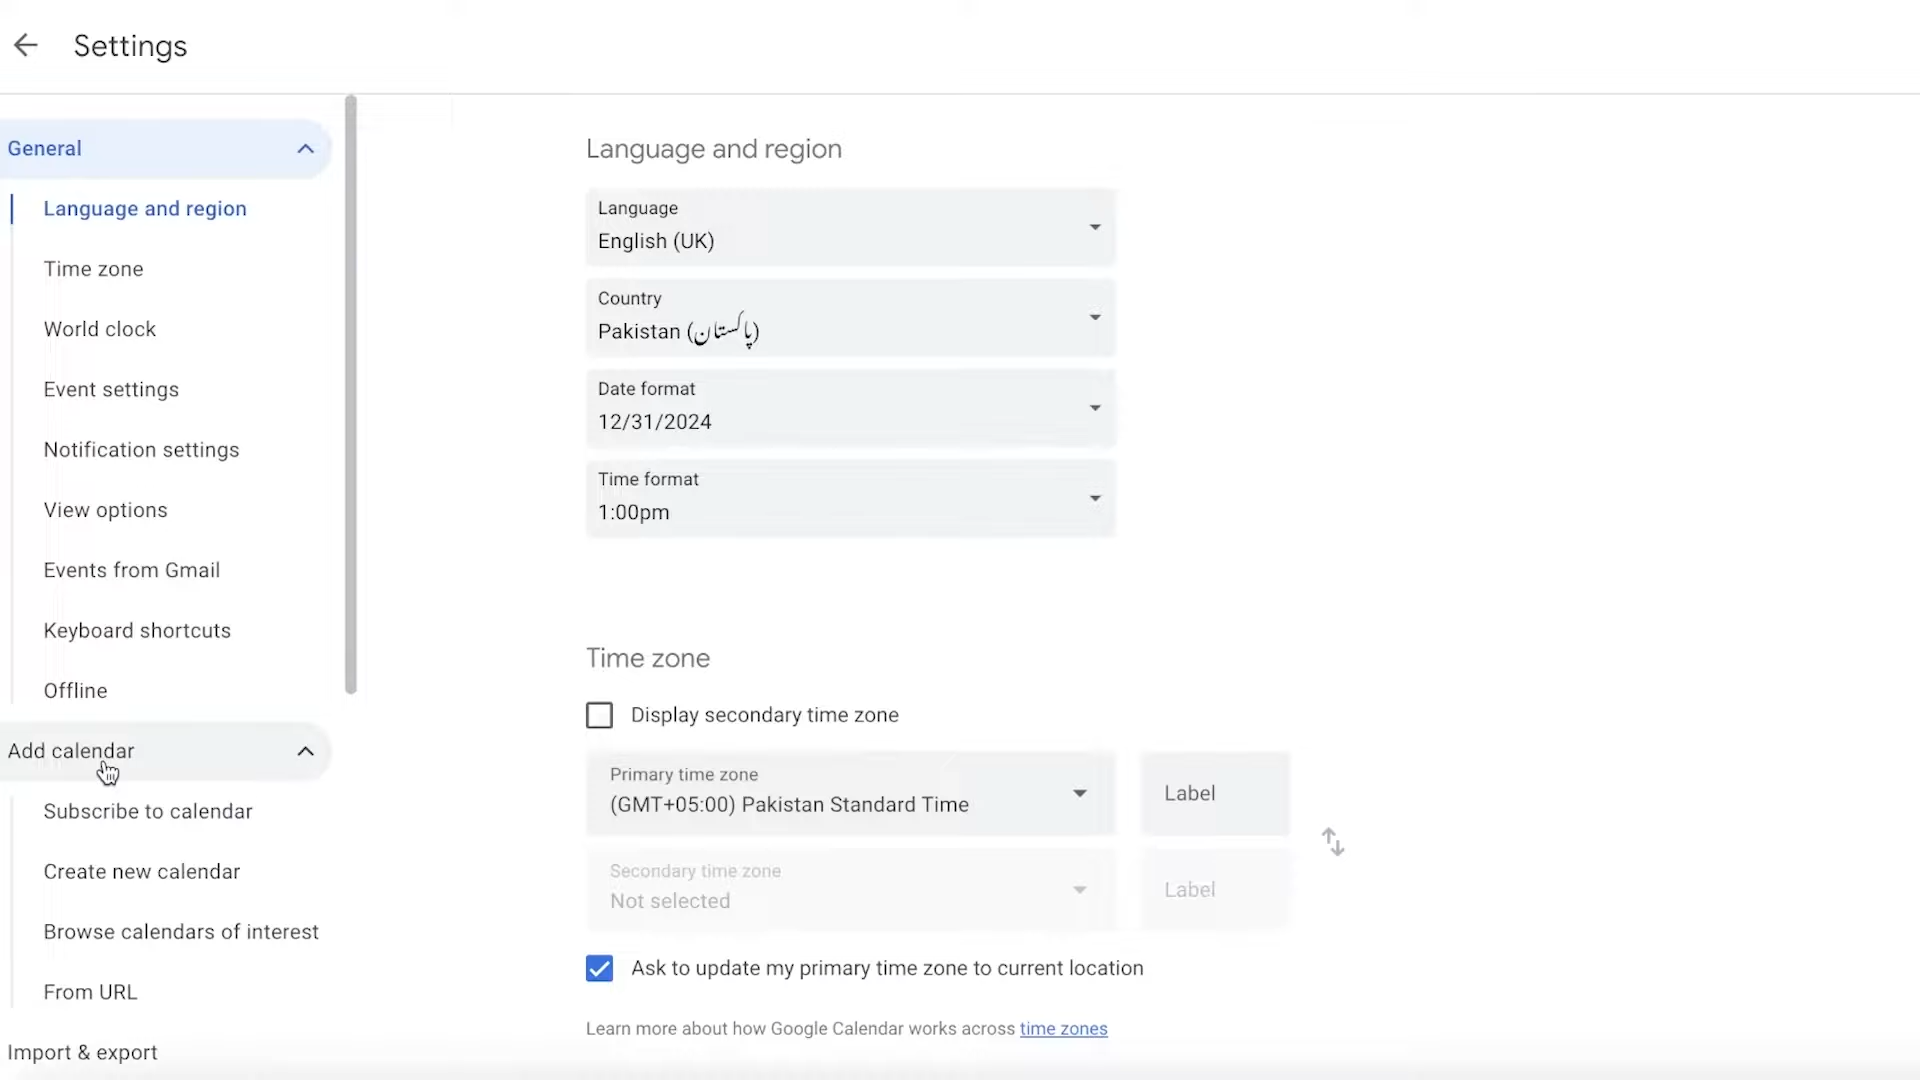 Settings
General
Language and region
Time zone
World clock
Event settings
Notification settings
View options
Events from Gmail
Keyboard shortcuts
Offline
Add calendar
Subscribe to calendar
Create new calendar
Browse calendars of interest
From URL
Import & export
Language and region
Language
English (UK)
Country
Pakistan (پاکستان)
Date format
12/31/2024
Time format
1:00pm
Time zone
Display secondary time zone
Primary time zone
(GMT+05:00) Pakistan Standard Time
Label
Secondary time zone
Not selected
Label
Ask to update my primary time zone to current location
Learn more about how Google Calendar works across time zones